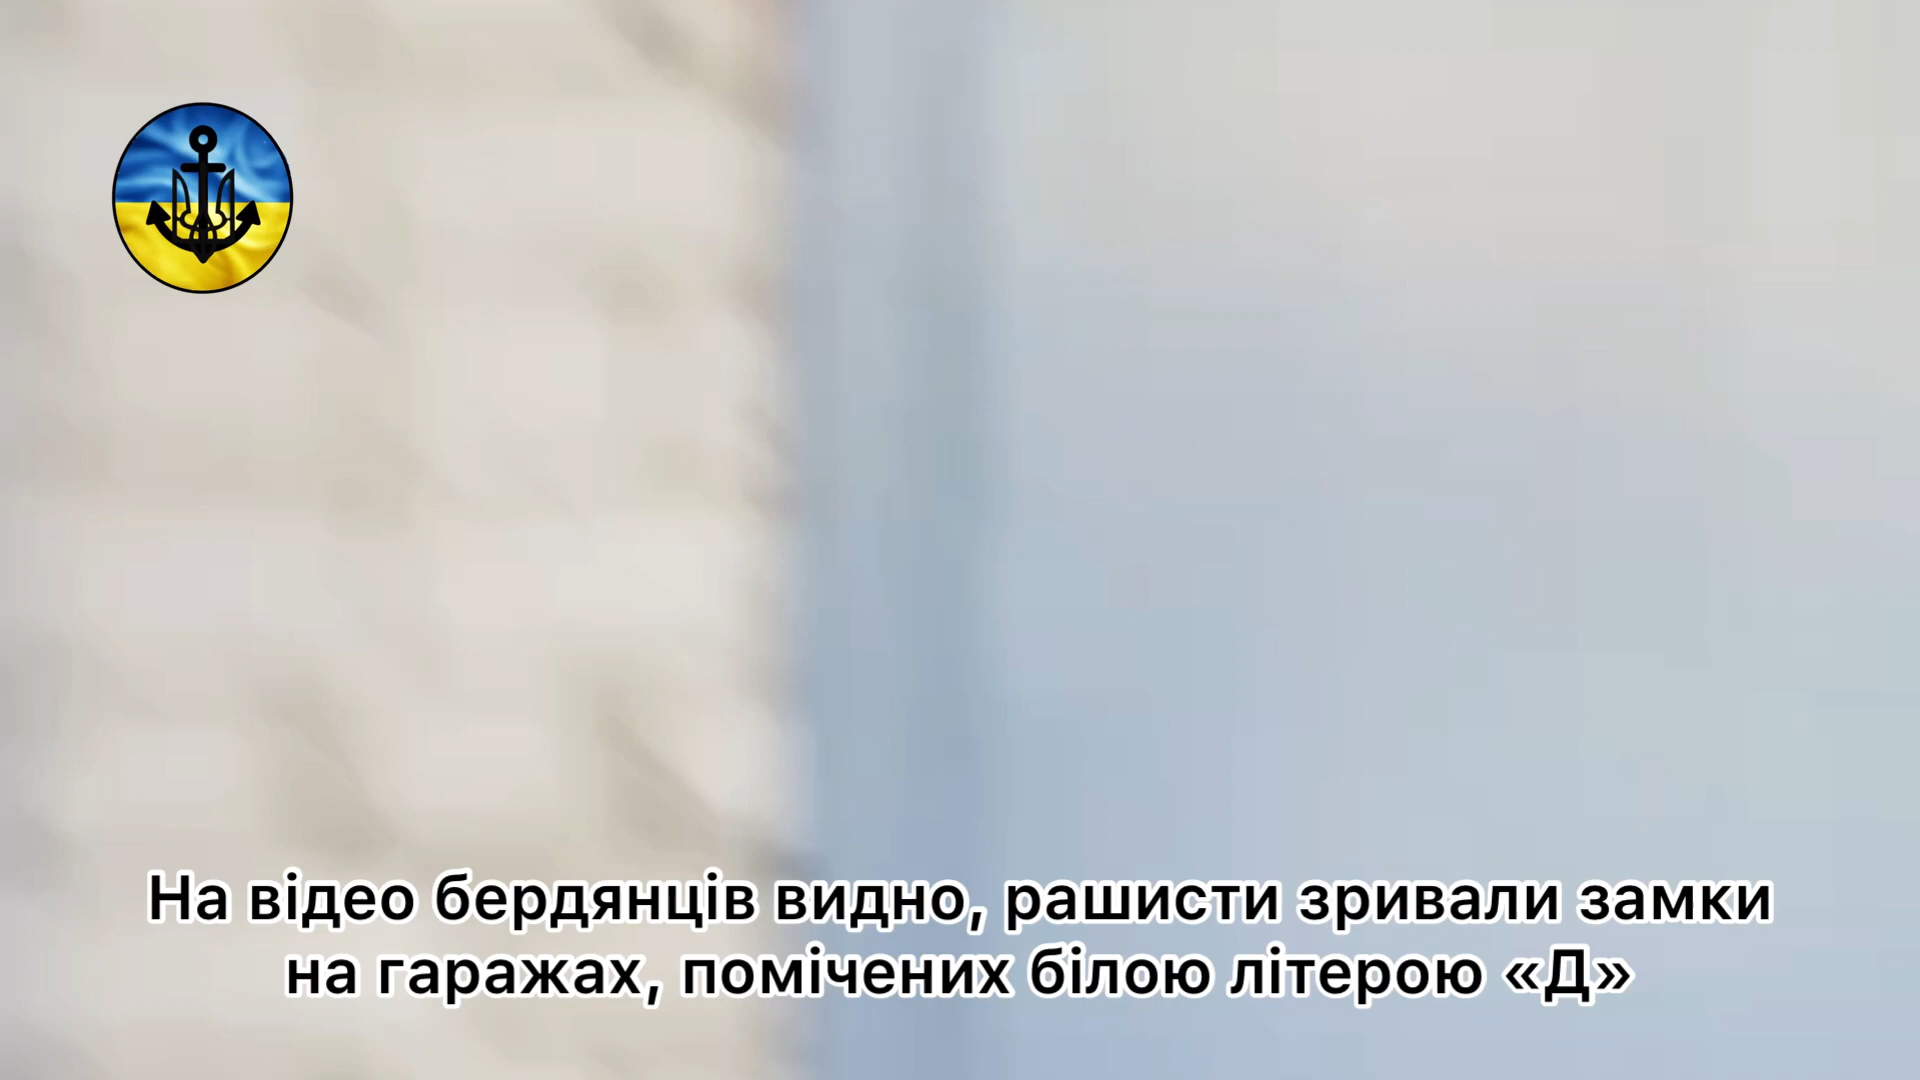 На відео бердянців видно, рашисти зривали замки
на гаражах, помічених білою літерою «Д»